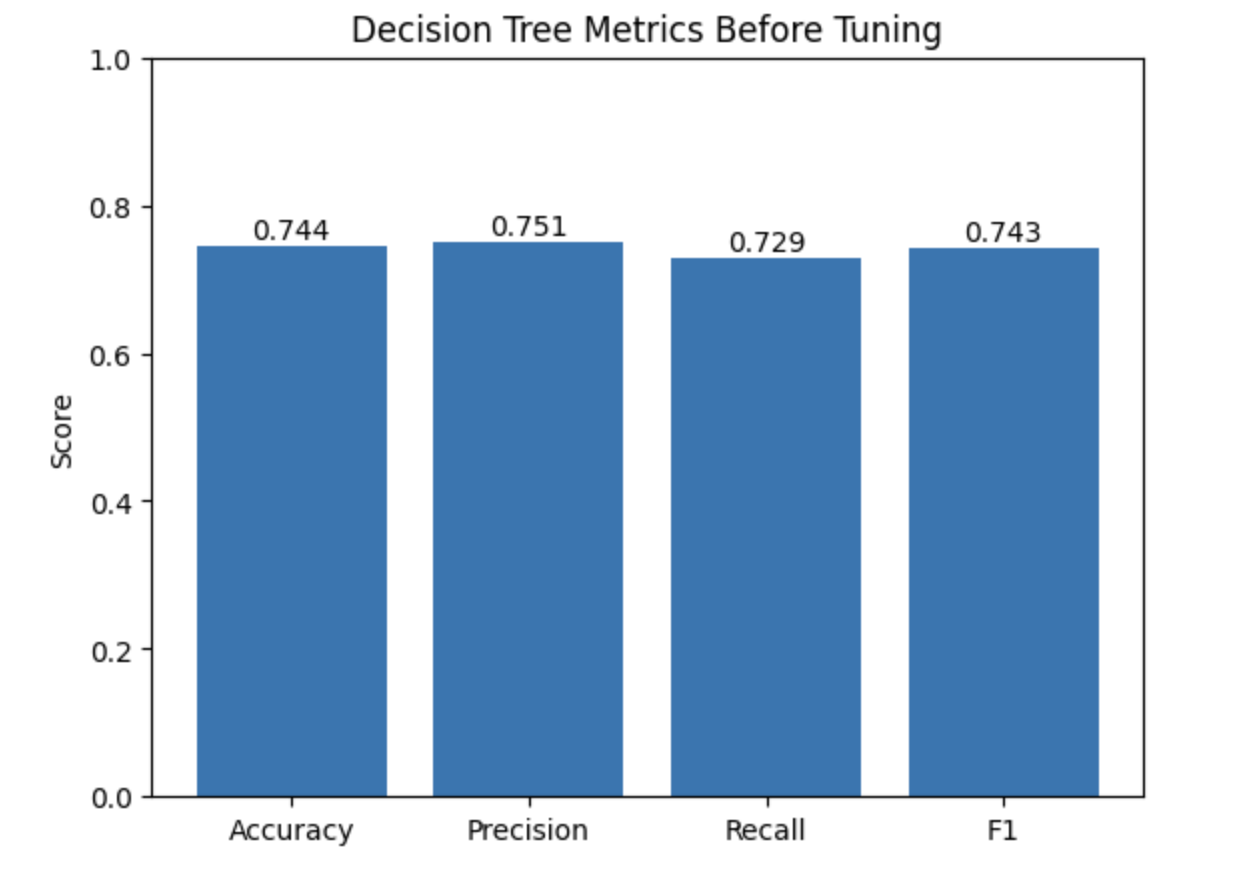 Decision Tree Metrics Before Tuning
1.0
0.8
0.6
0.4
0.2
0.0
Score
0.744
0.751
0.729
0.743
Accuracy
Precision
Recall
F1